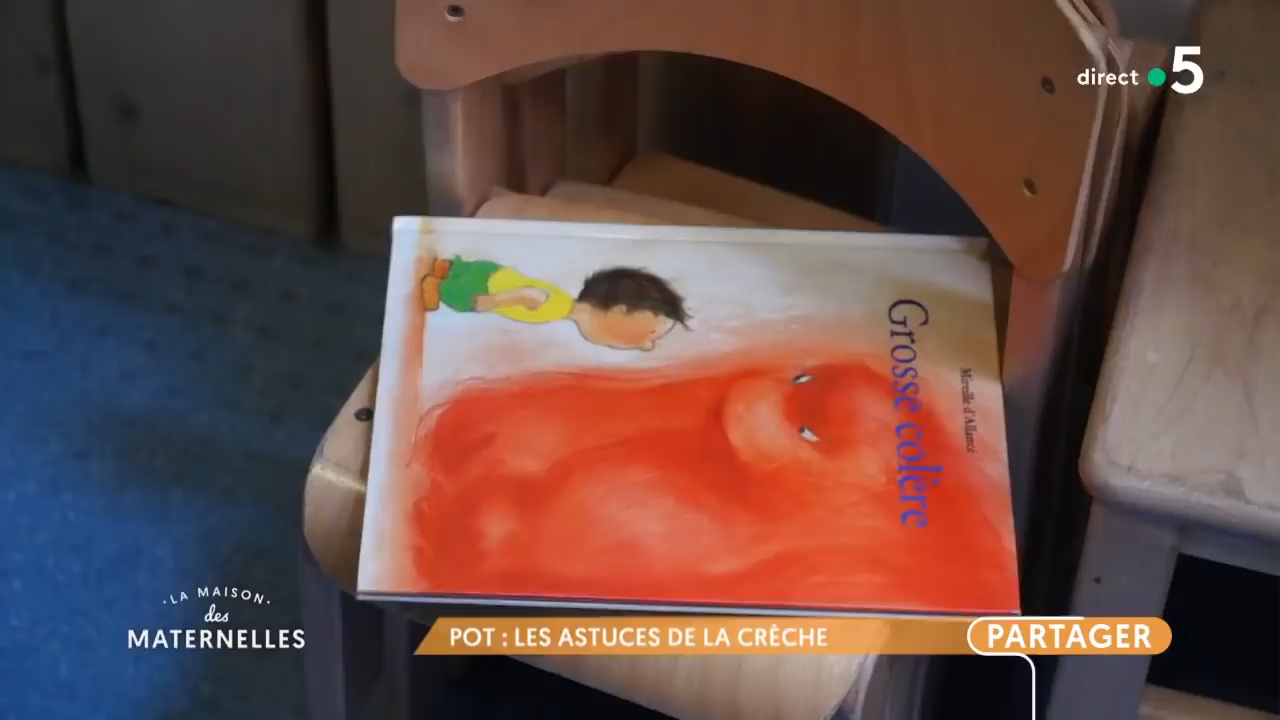 direct 5
Mireille d'Allancé
Grosse colère
LA MAISON
des
MATERNELLES
POT : LES ASTUCES DE LA CRÈCHE
PARTAGER